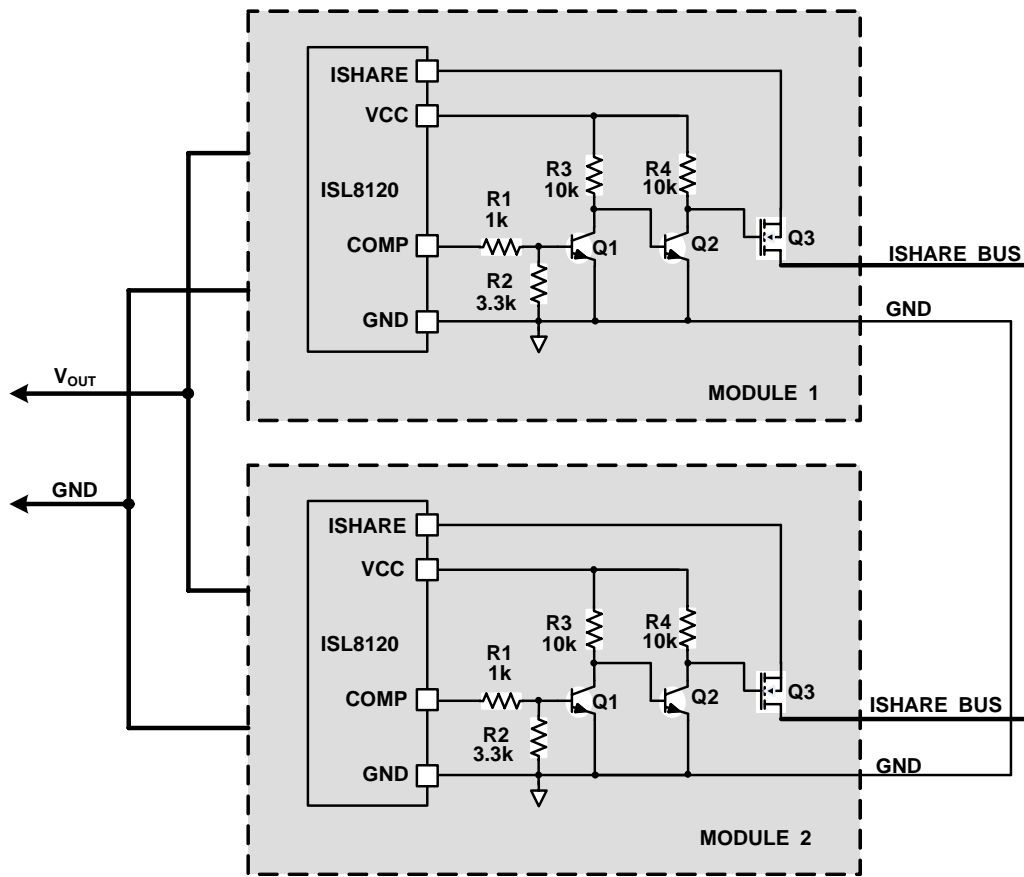 ISHARE
VCC
R3
10k
R4
10k
ISL8120
R1
1k
COMP
Q1
Q2
Q3
ISHARE BUS
R2
3.3k
GND
GND
VOUT
MODULE 1
GND
ISHARE
VCC
R3
10k
R4
10k
ISL8120
R1
1k
COMP
Q1
Q2
Q3
ISHARE BUS
R2
3.3k
GND
GND
MODULE 2